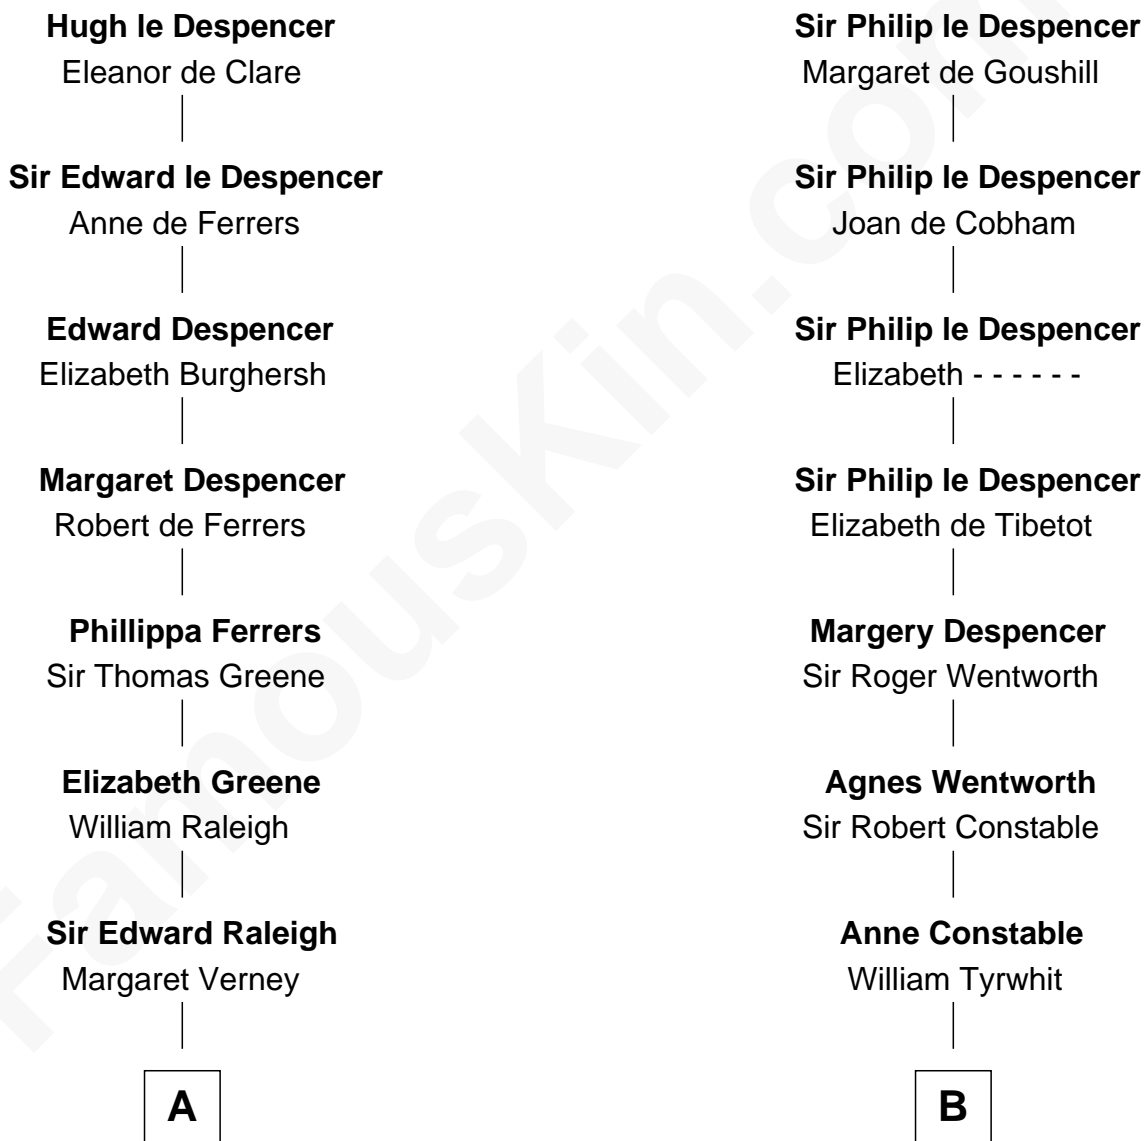 Hugh le Despencer
Eleanor de Clare
Sir Edward le Despencer
Anne de Ferrers
Edward Despencer
Elizabeth Burghersh
Margaret Despencer
Robert de Ferrers
Phillippa Ferrers
Sir Thomas Greene
Elizabeth Greene
William Raleigh
Sir Edward Raleigh
Margaret Verney
A
Sir Philip le Despencer
Margaret de Goushill
Sir Philip le Despencer
Joan de Cobham
Sir Philip le Despencer
Elizabeth - - - - - -
Sir Philip le Despencer
Elizabeth de Tibetot
Margery Despencer
Sir Roger Wentworth
Agnes Wentworth
Sir Robert Constable
Anne Constable
William Tyrwhit
B
FamousKin.com